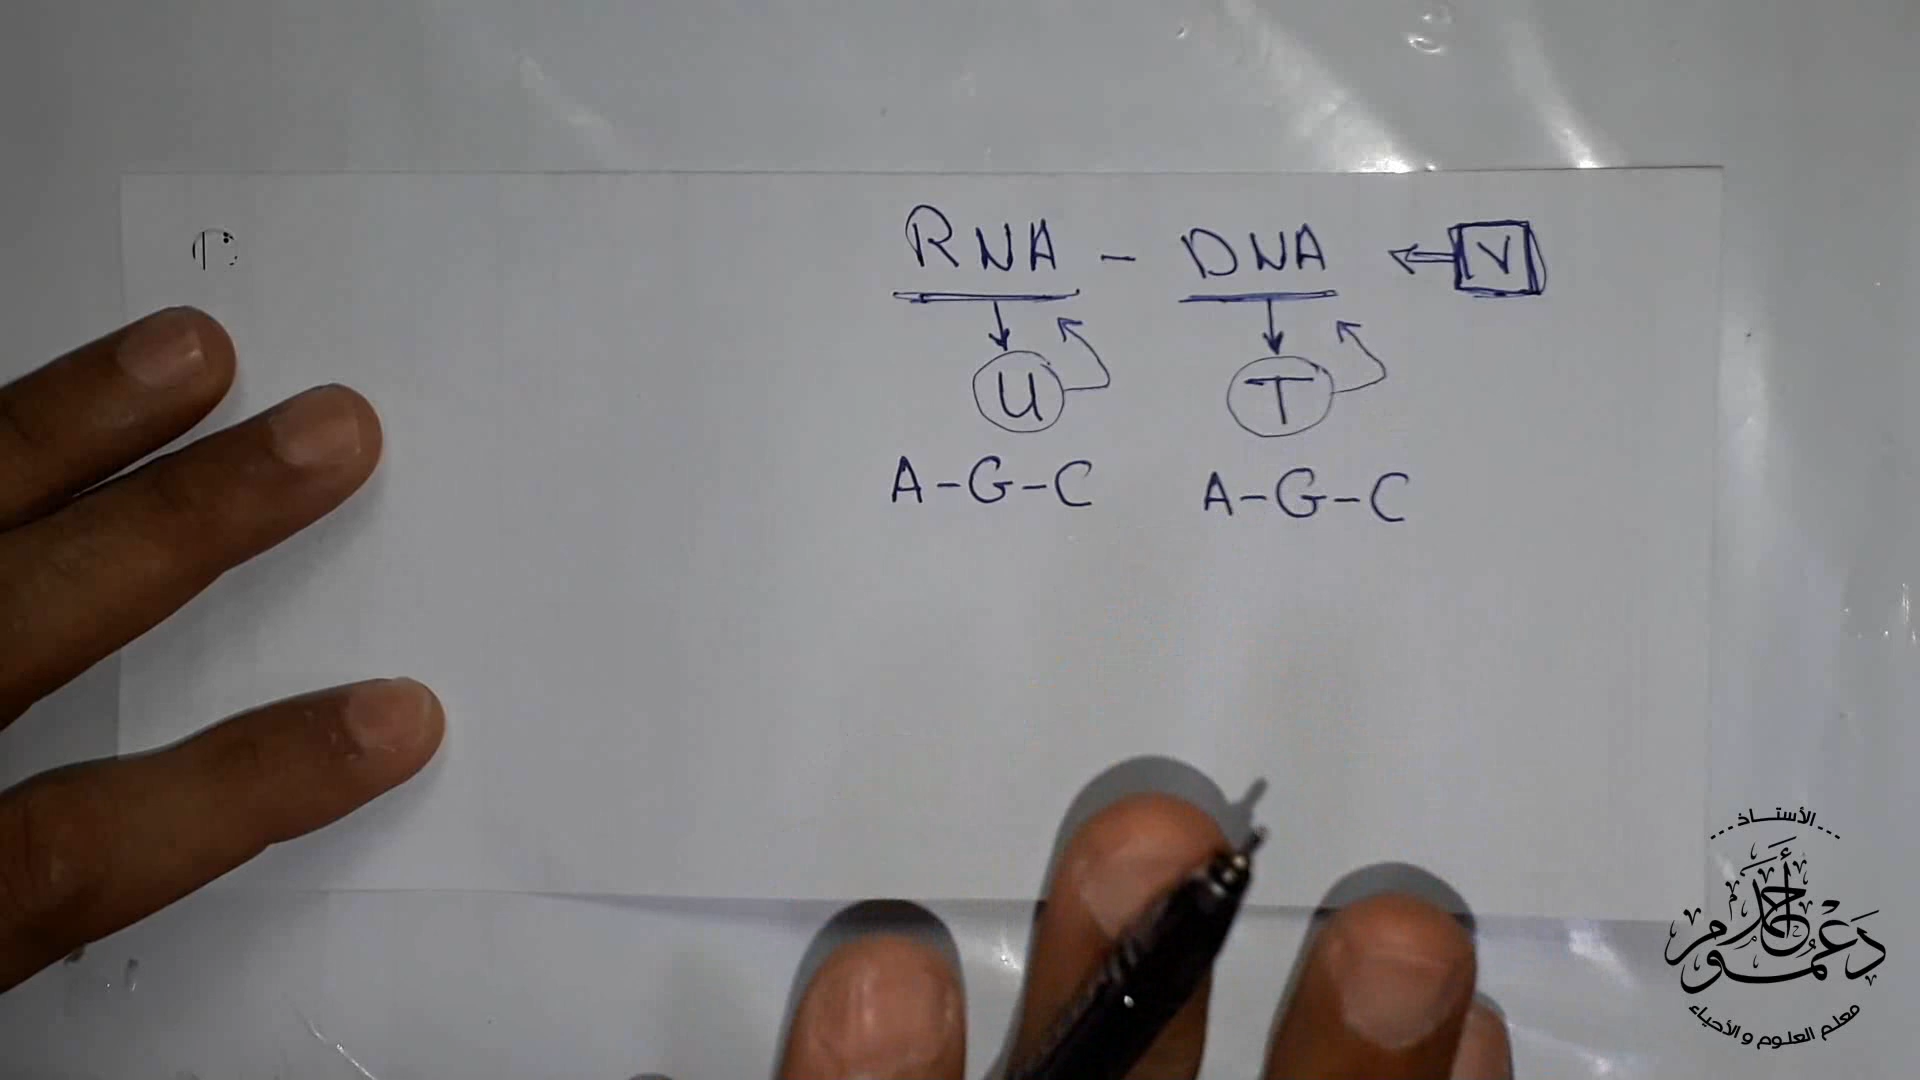 RNA - DNA ← V
U T
A-G-C A-G-C
الأستاذ
أحمد
دعموم
معلم العلوم و الأحياء